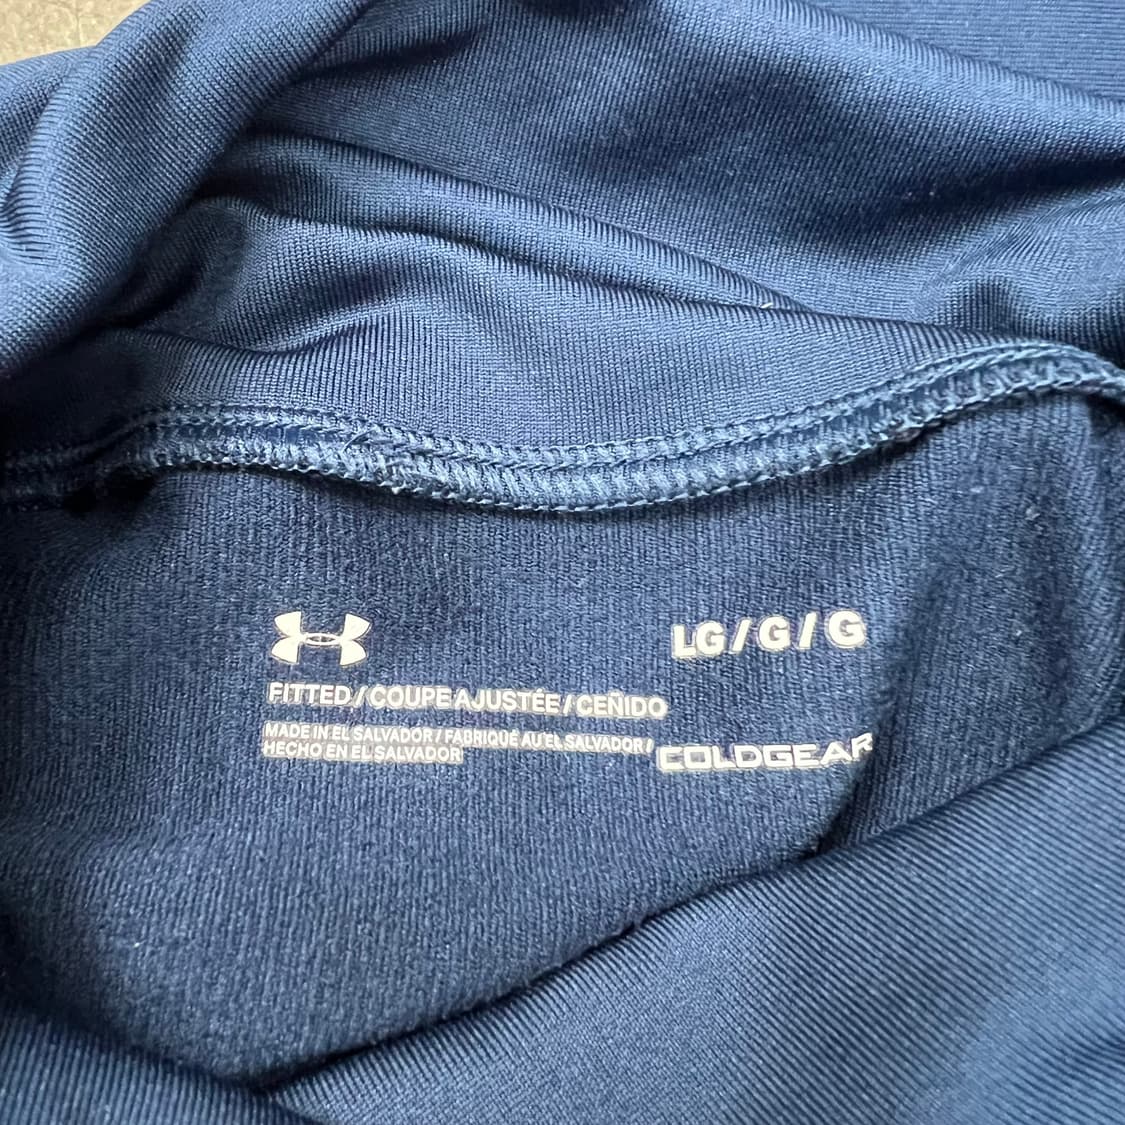 LG / G / G
FITTED / COUPE AJUSTÉE / CEÑIDO
MADE IN EL SALVADOR / FABRIQUÉ AU EL SALVADOR /
HECHO EN EL SALVADOR
COLDGEAR